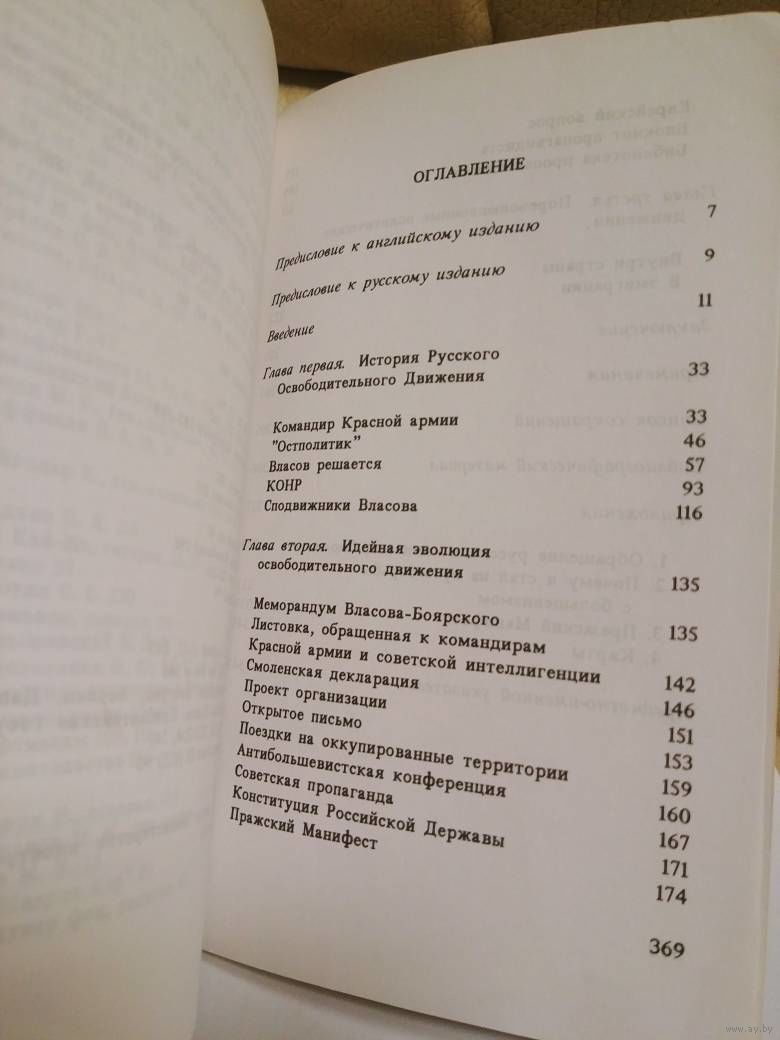 ОГЛАВЛЕНИЕ
Предисловие к английскому изданию 7
Предисловие к русскому изданию 9
Введение 11
Глава первая. История Русского
Освободительного Движения 33
Командир Красной армии 33
"Остполитик" 46
Власов решается 57
КОНР 93
Сподвижники Власова 116
Глава вторая. Идейная эволюция
освободительного движения 135
Меморандум Власова-Боярского 135
Листовка, обращенная к командирам
Красной армии и советской интеллигенции 142
Смоленская декларация 146
Проект организации 151
Открытое письмо 153
Поездки на оккупированные территории 159
Антибольшевистская конференция 160
Советская пропаганда 167
Конституция Российской Державы 171
Пражский Манифест 174
369
www.ay.by